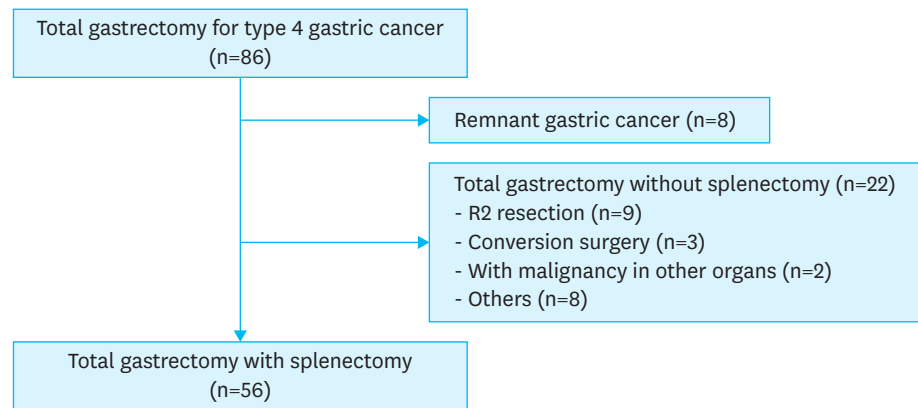 Total gastrectomy for type 4 gastric cancer
(n=86)
Remnant gastric cancer (n=8)
Total gastrectomy without splenectomy (n=22)
- R2 resection (n=9)
- Conversion surgery (n=3)
- With malignancy in other organs (n=2)
- Others (n=8)
Total gastrectomy with splenectomy
(n=56)